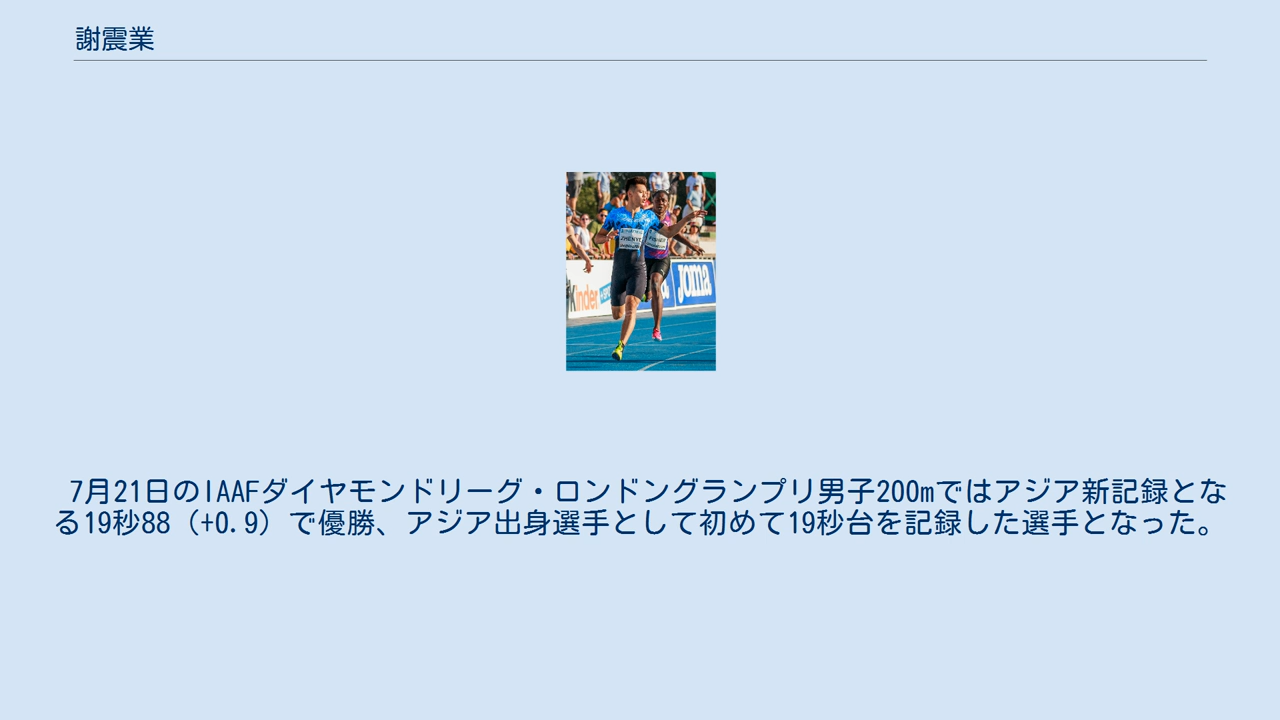 謝震業
ZHENYE
Kinder
joma
7月21日のIAAFダイヤモンドリーグ・ロンドングランプリ男子200mではアジア新記録とな
る19秒88（+0.9）で優勝、アジア出身選手として初めて19秒台を記録した選手となった。